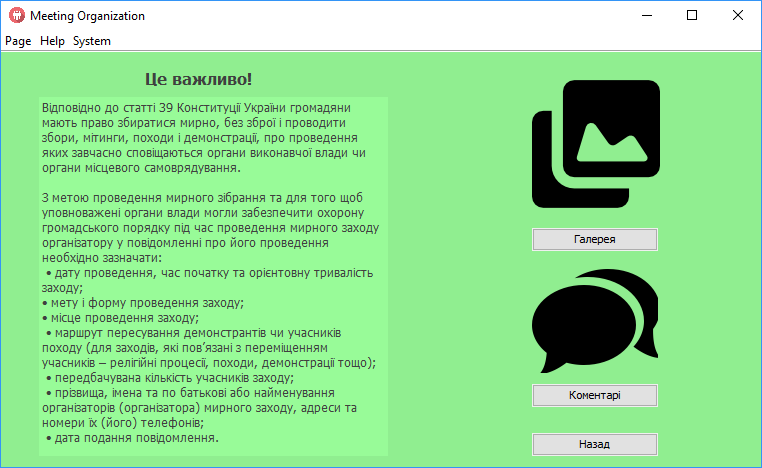 Meeting Organization
Page Help System
Це важливо!
Відповідно до статті 39 Конституції України громадяни
мають право збиратися мирно, без зброї і проводити
збори, мітинги, походи і демонстрації, про проведення
яких завчасно сповіщаються органи виконавчої влади чи
органи місцевого самоврядування.
З метою проведення мирного зібрання та для того щоб
уповноважені органи влади могли забезпечити охорону
громадського порядку під час проведення мирного заходу
організатору у повідомленні про його проведення
необхідно зазначати:
• дату проведення, час початку та орієнтовну тривалість
заходу;
• мету і форму проведення заходу;
• місце проведення заходу;
• маршрут пересування демонстрантів чи учасників
походу (для заходів, які пов’язані з переміщенням
учасників – релігійні процесії, походи, демонстрації тощо);
• передбачувана кількість учасників заходу;
• прізвища, імена та по батькові або найменування
організаторів (організатора) мирного заходу, адреси та
номери їх (його) телефонів;
• дата подання повідомлення.
Галерея
Коментарі
Назад